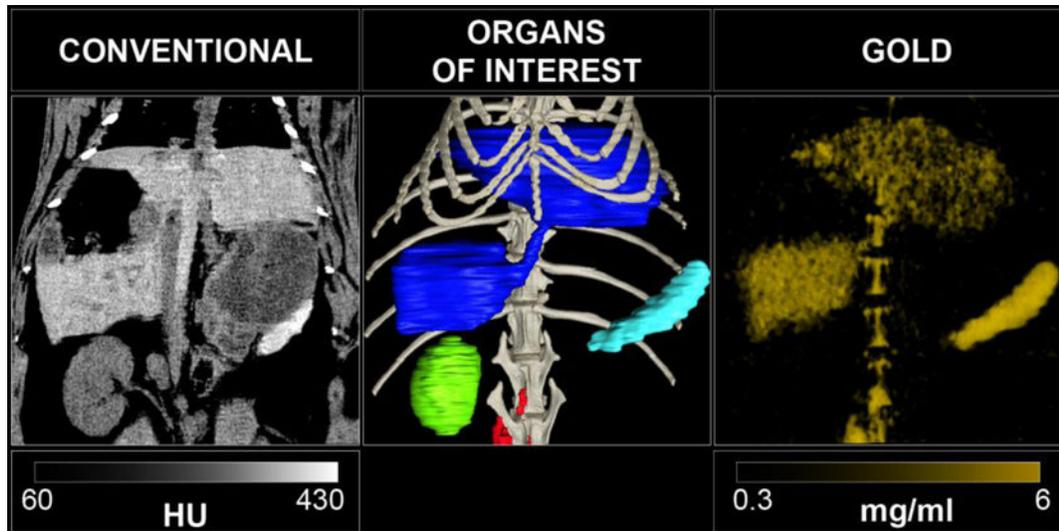 CONVENTIONAL
ORGANS
OF INTEREST
GOLD
60
430
HU
0.3
6
mg/ml